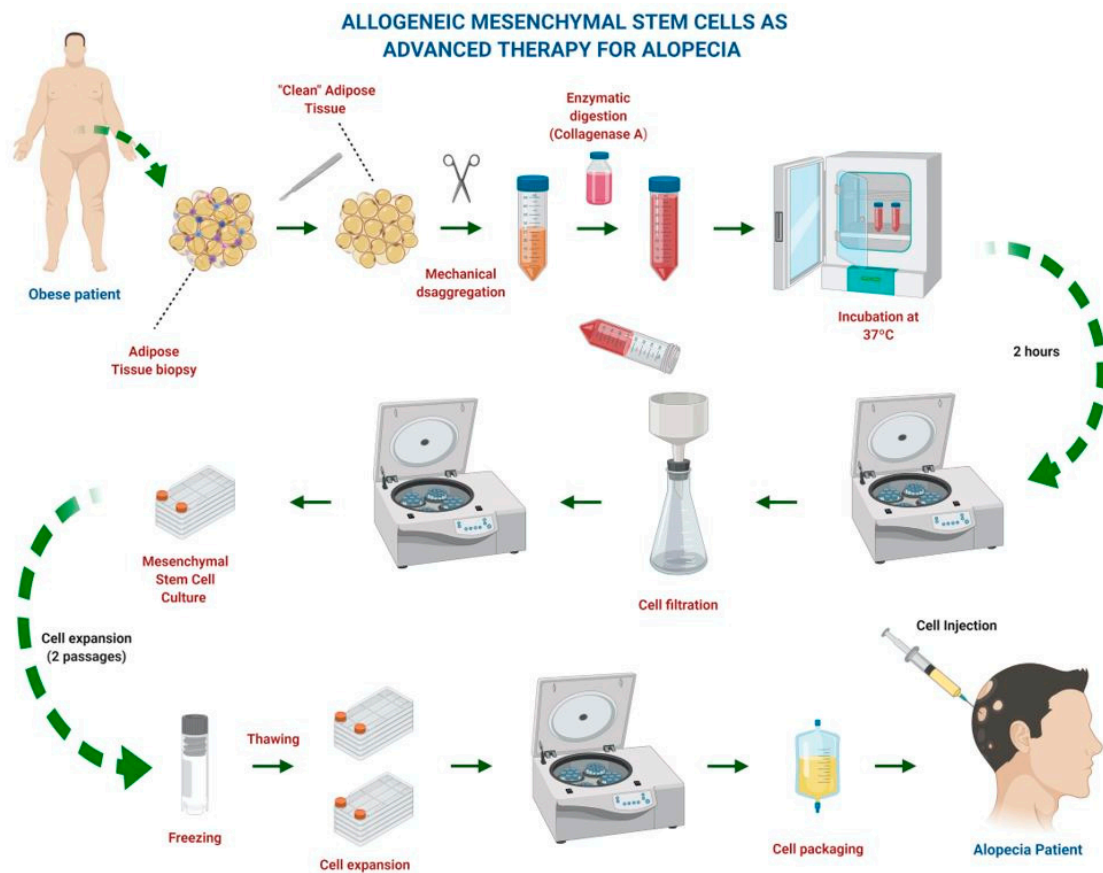 ALLOGENEIC MESENCHYMAL STEM CELLS AS
ADVANCED THERAPY FOR ALOPECIA
"Clean" Adipose
Tissue
Enzymatic
digestion
(Collagenase A)
Mechanical
dsaggregation
Obese patient
Incubation at
37ºC
Adipose
Tissue biopsy
2 hours
Mesenchymal
Stem Cell
Culture
Cell filtration
Cell expansion
(2 passages)
Cell Injection
Thawing
Freezing
Cell expansion
Cell packaging
Alopecia Patient